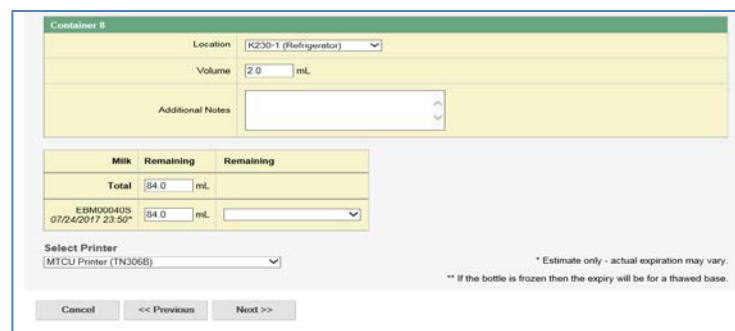 Container 8
Location K230-1 (Refrigerator)
Volume 2.0 mL
Additional Notes
Milk Remaining Remaining
Total 84.0 mL
EBM00040S 84.0 mL
07/24/2017 23:50*
Select Printer
MTCU Printer (TN306B)
* Estimate only - actual expiration may vary.
** If the bottle is frozen then the expiry will be for a thawed base.
Cancel << Previous Next >>